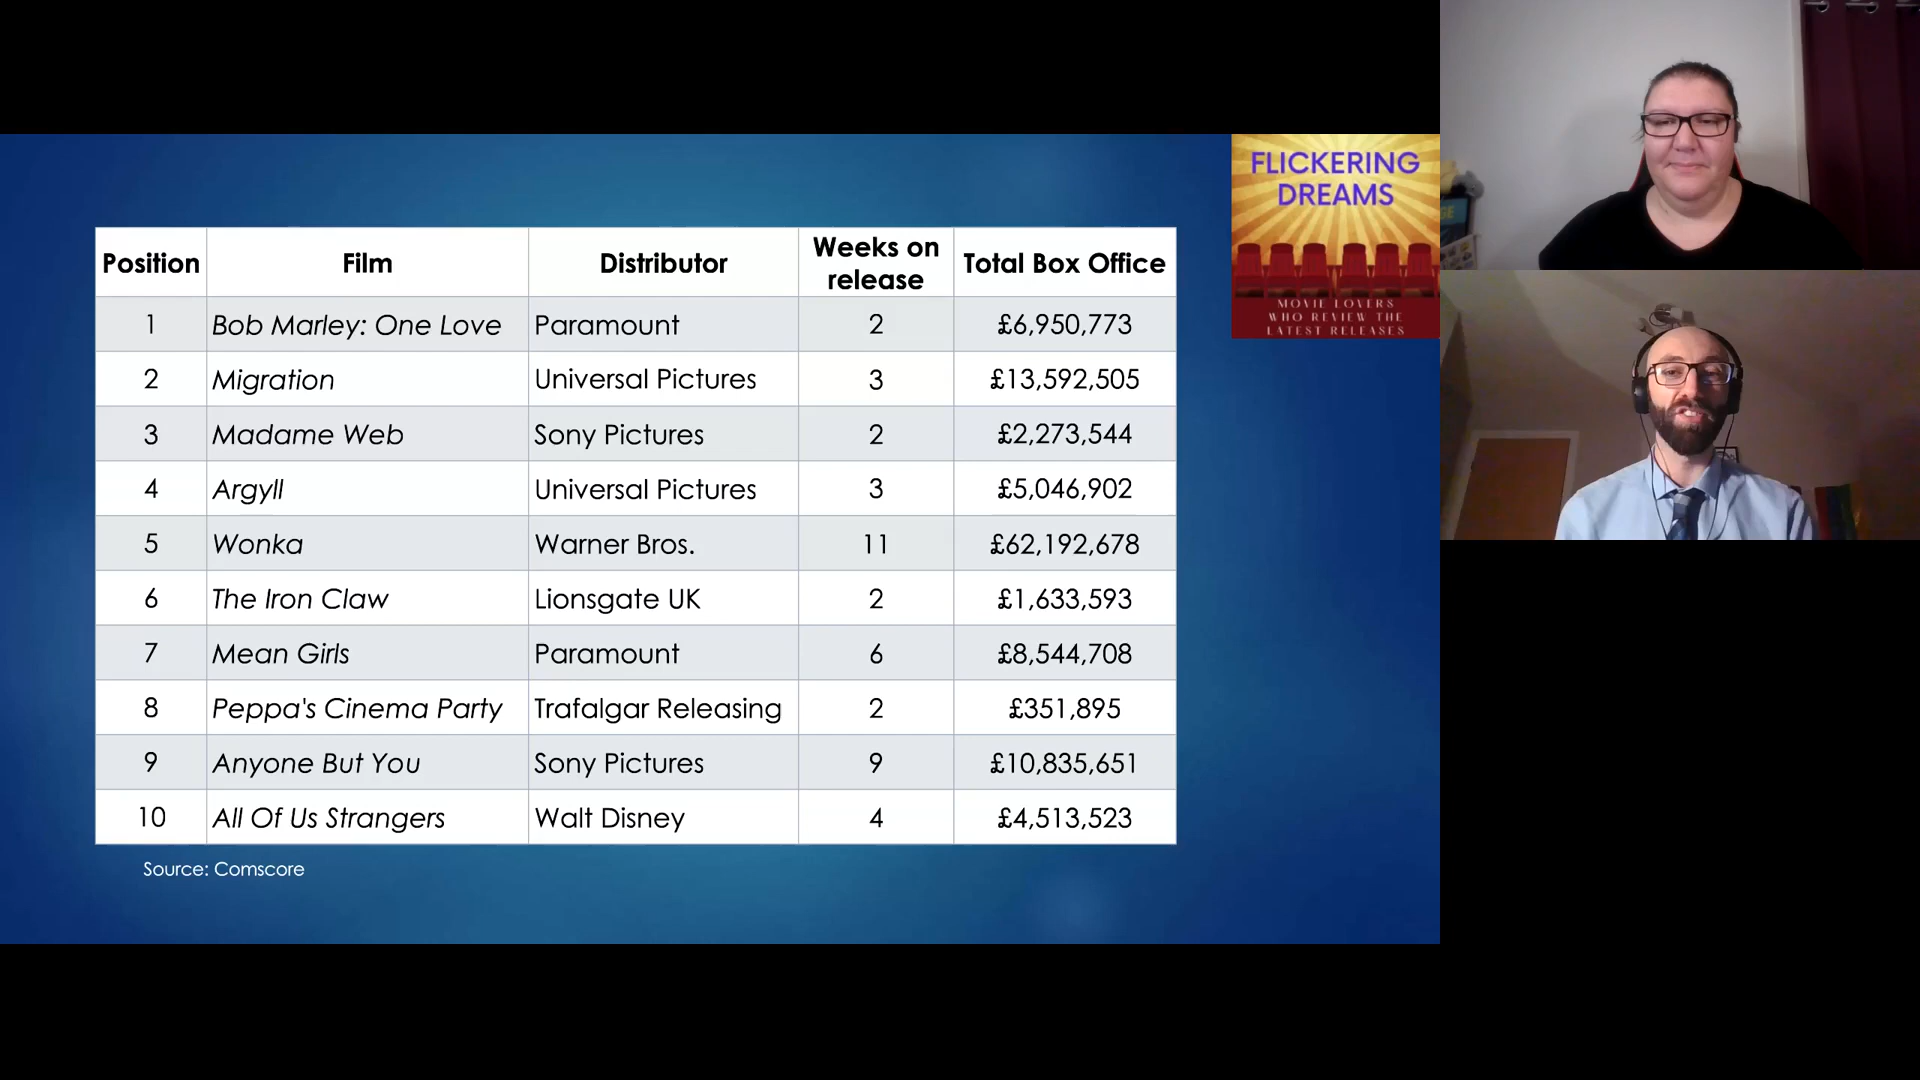 FLICKERING
DREAMS
MOVIE LOVERS
WHO REVIEW THE
LATEST RELEASES
Position Film Distributor Weeks on release Total Box Office
1 Bob Marley: One Love Paramount 2 £6,950,773
2 Migration Universal Pictures 3 £13,592,505
3 Madame Web Sony Pictures 2 £2,273,544
4 Argyll Universal Pictures 3 £5,046,902
5 Wonka Warner Bros. 11 £62,192,678
6 The Iron Claw Lionsgate UK 2 £1,633,593
7 Mean Girls Paramount 6 £8,544,708
8 Peppa's Cinema Party Trafalgar Releasing 2 £351,895
9 Anyone But You Sony Pictures 9 £10,835,651
10 All Of Us Strangers Walt Disney 4 £4,513,523
Source: Comscore